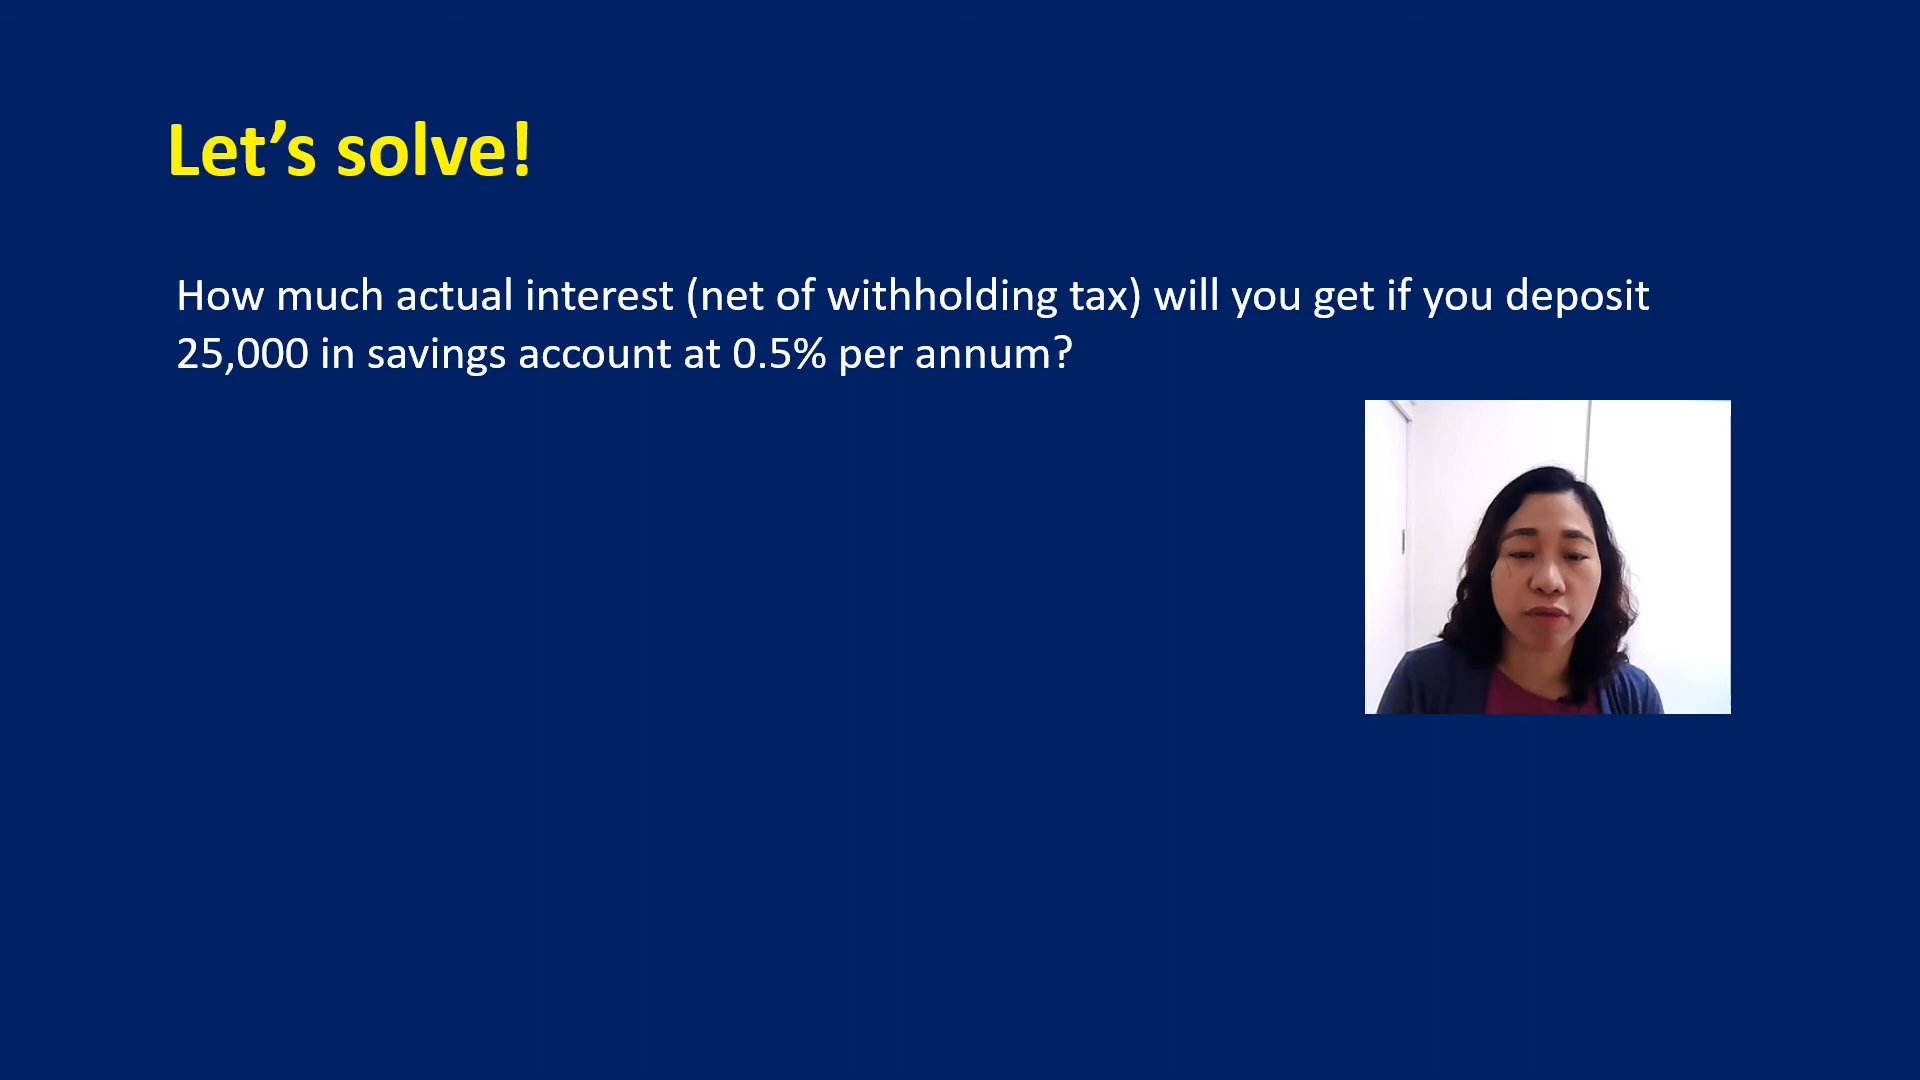 Let’s solve!
How much actual interest (net of withholding tax) will you get if you deposit
25,000 in savings account at 0.5% per annum?